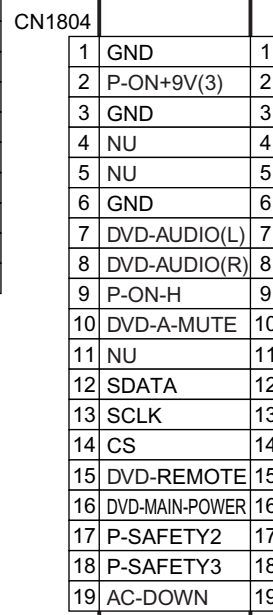 CN1804
1 GND 1
2 P-ON+9V(3) 2
3 GND 3
4 NU 4
5 NU 5
6 GND 6
7 DVD-AUDIO(L) 7
8 DVD-AUDIO(R) 8
9 P-ON-H 9
10 DVD-A-MUTE 10
11 NU 11
12 SDATA 12
13 SCLK 13
14 CS 14
15 DVD-REMOTE 15
16 DVD-MAIN-POWER 16
17 P-SAFETY2 17
18 P-SAFETY3 18
19 AC-DOWN 19